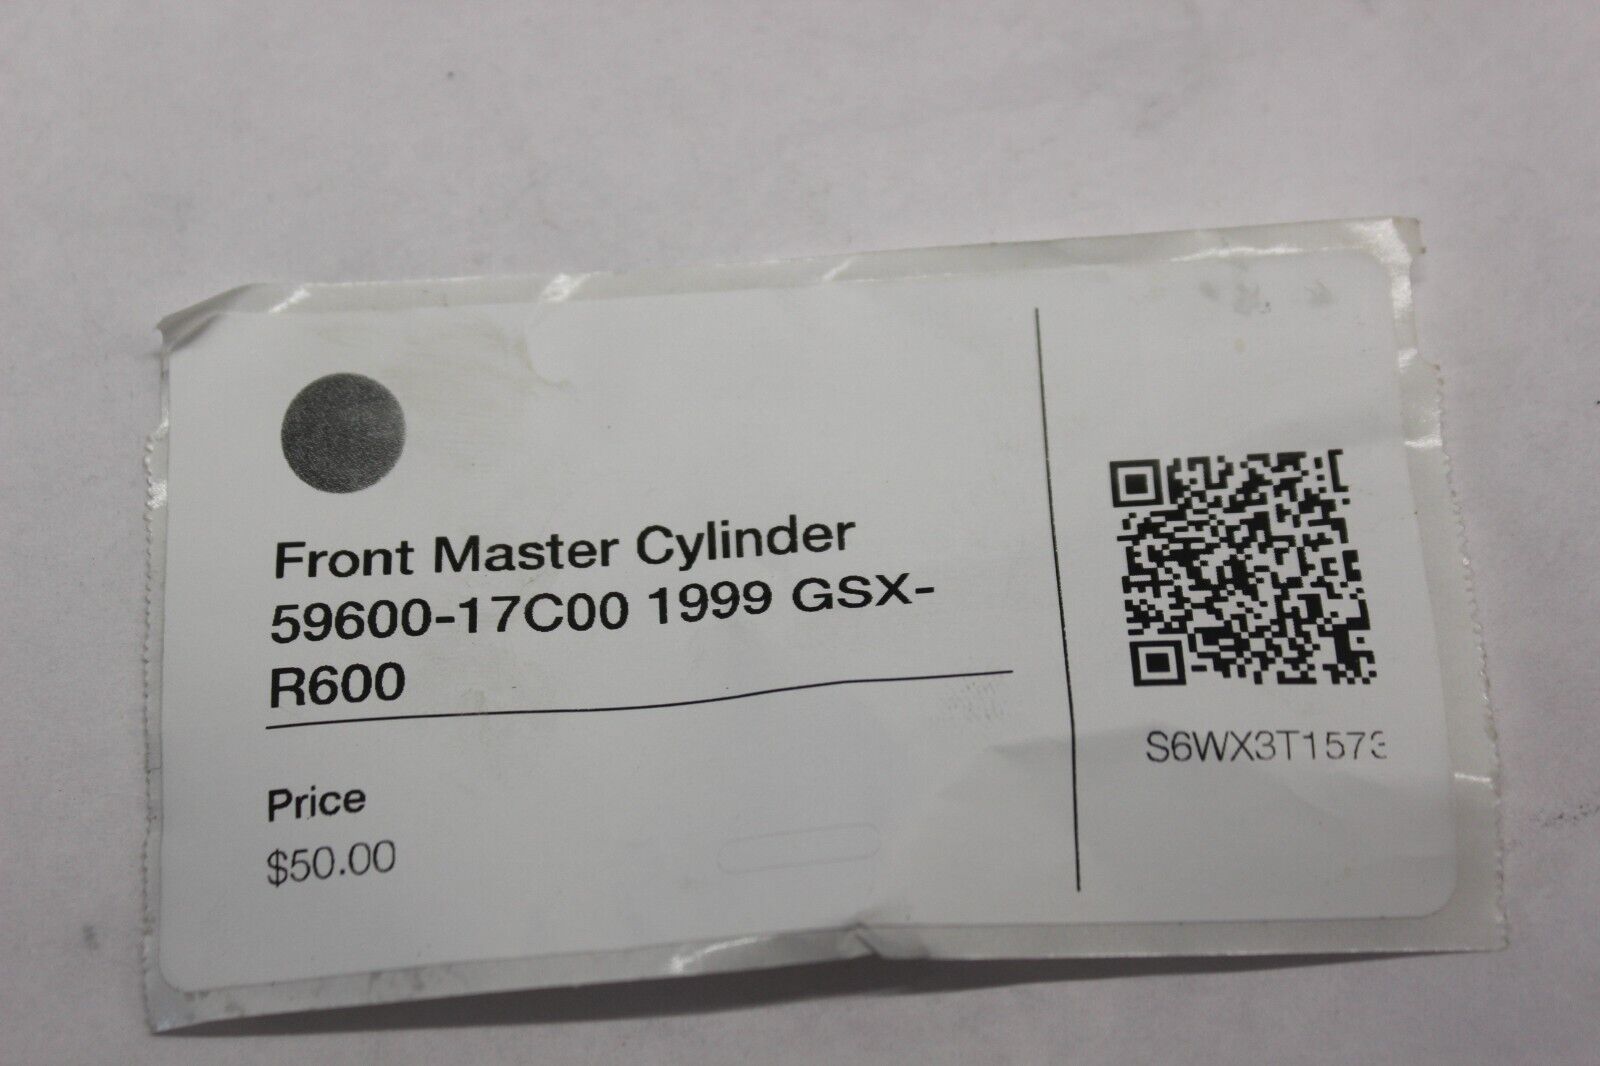 Front Master Cylinder
59600-17C00 1999 GSX-
R600
Price
$50.00
S6WX3T1573